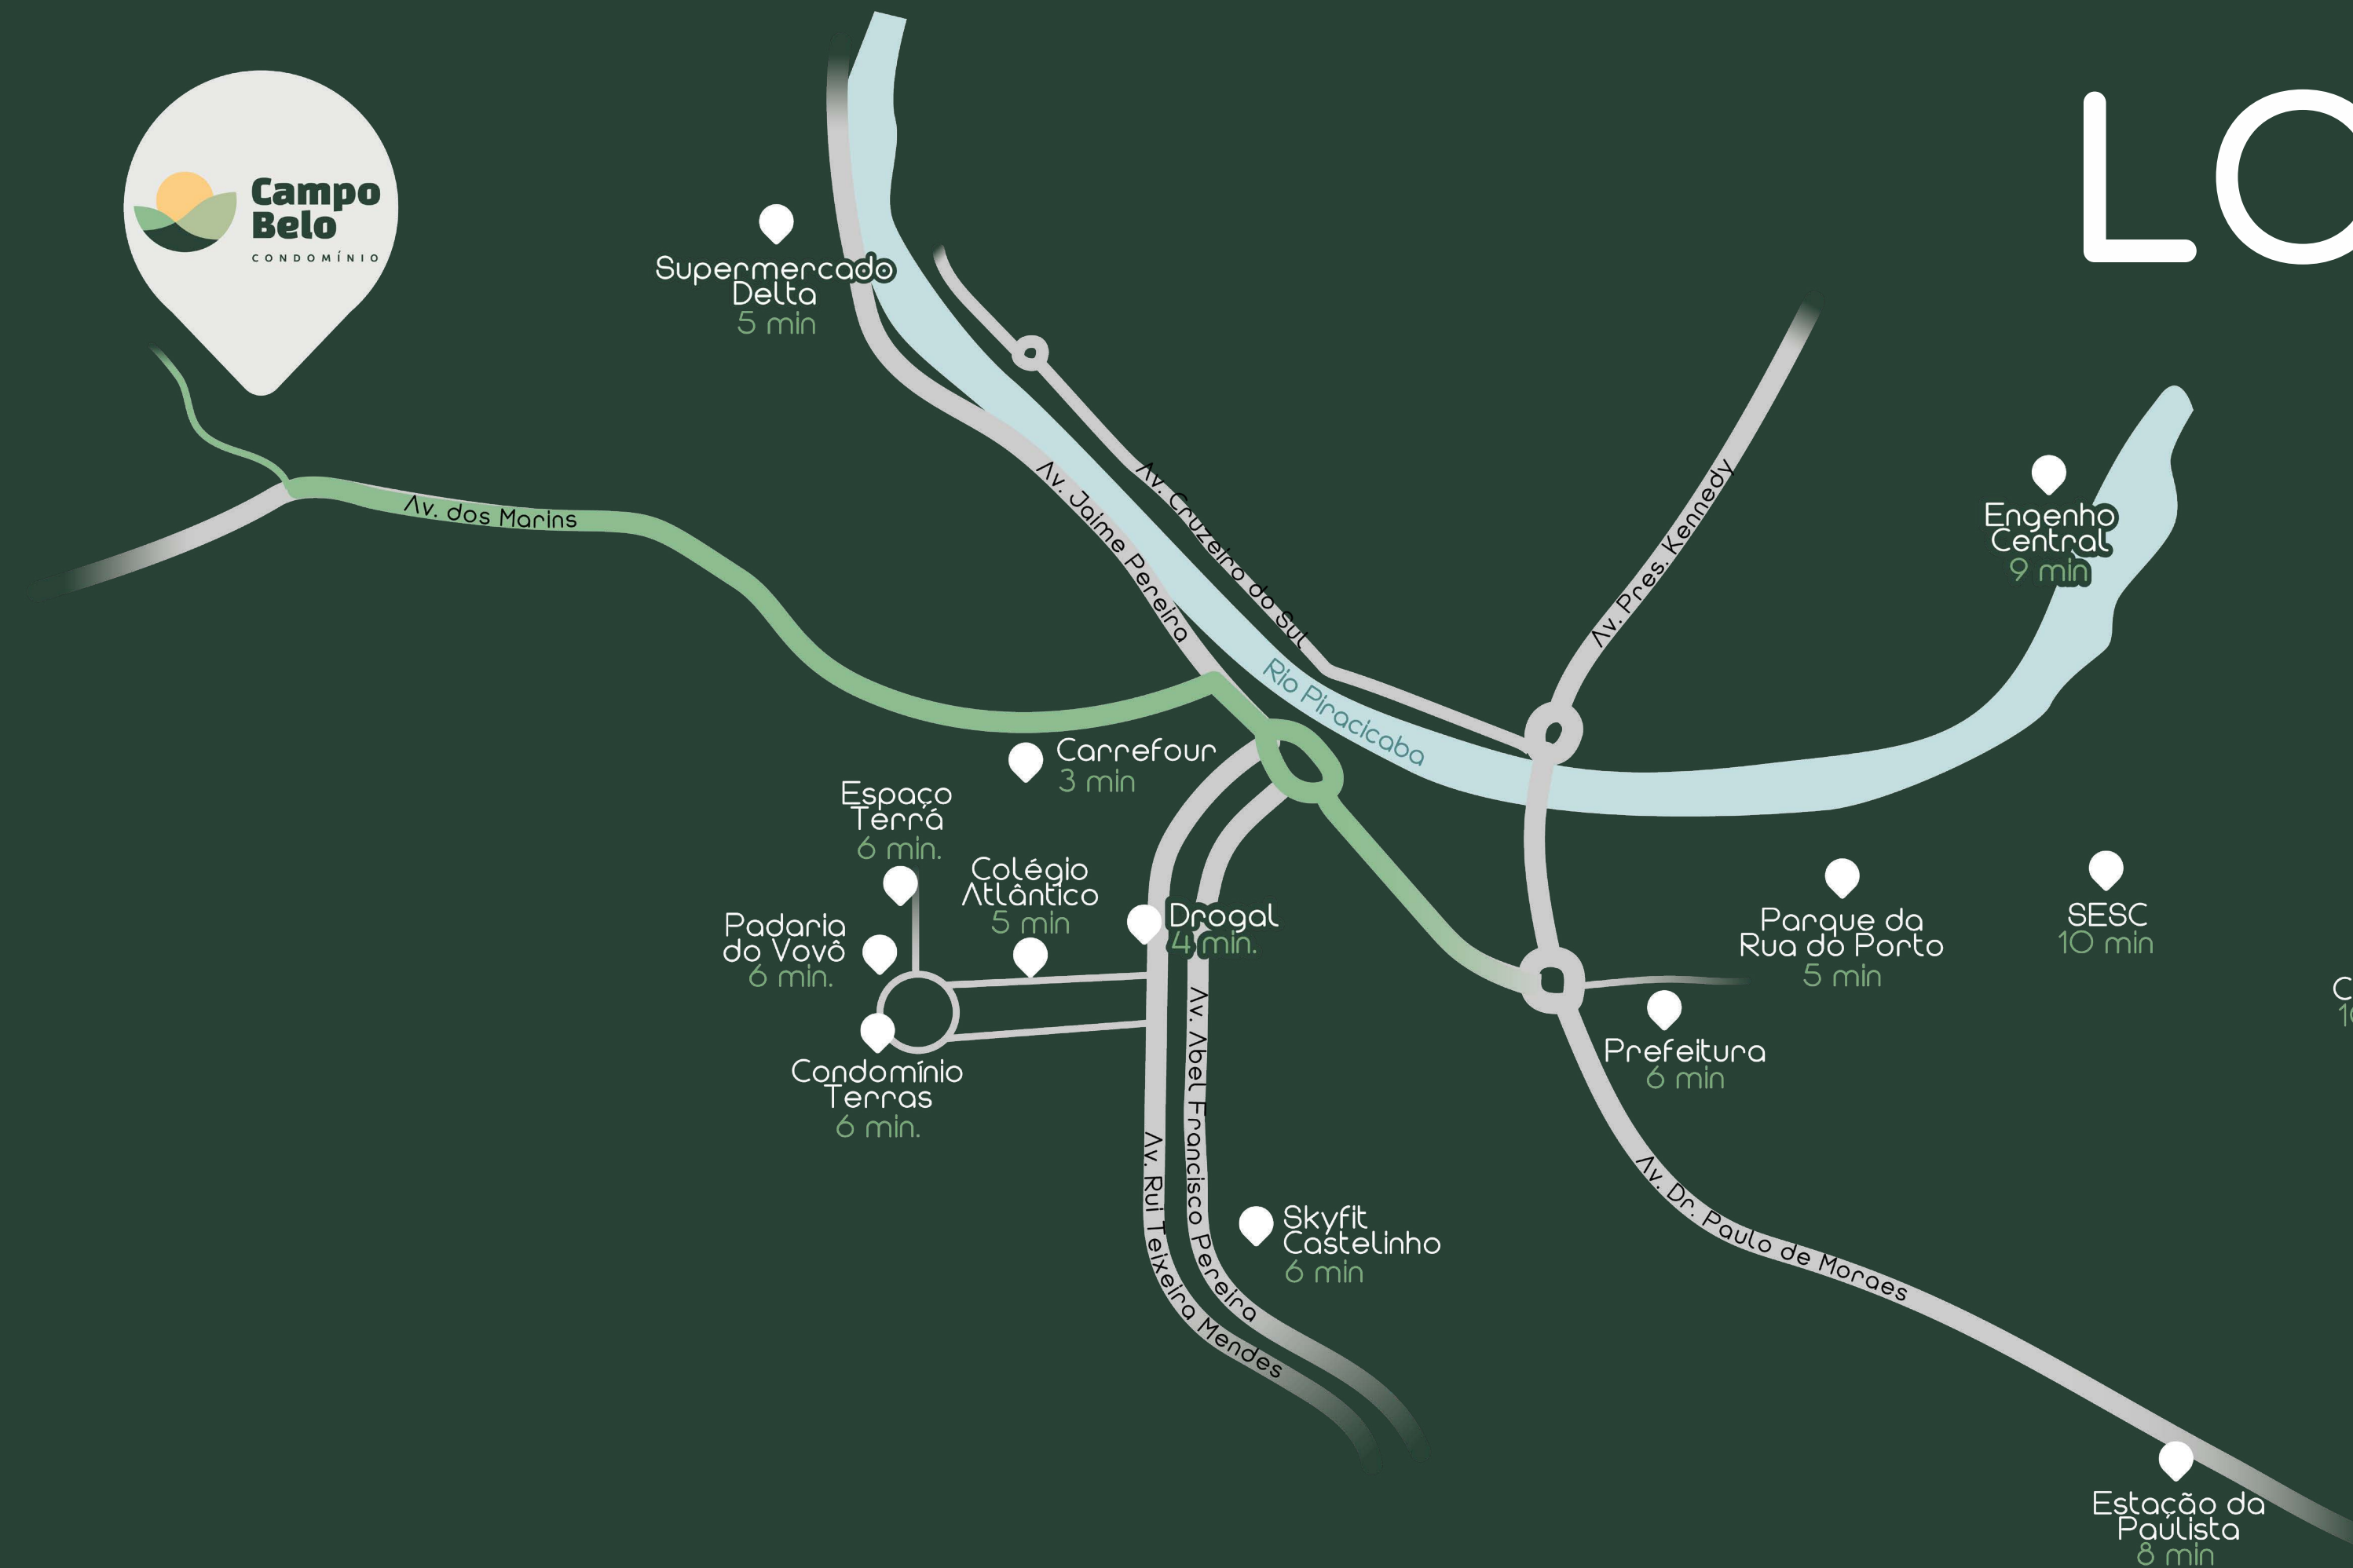 Campo
Belo
CONDOMÍNIO
LO
Supermercado
Delta
5 min
Av. dos Marins
Av. Jaime Pereira
Av. Cruzeiro do Sul
Av. Pres. Kennedy
Rio Piracicaba
Engenho
Central
9 min
Carrefour
3 min
Espaço
Terrá
6 min.
Colégio
Atlântico
5 min
Padaria
do Vovô
6 min.
Drogal
4 min.
Condomínio
Terras
6 min.
Parque da
Rua do Porto
5 min
SESC
10 min
Prefeitura
6 min
Av. Abel Francisco Pereira
Av. Rui Teixeira Mendes
Skyfit
Castelinho
6 min
Av. Dr. Paulo de Moraes
Estação da
Paulista
8 min